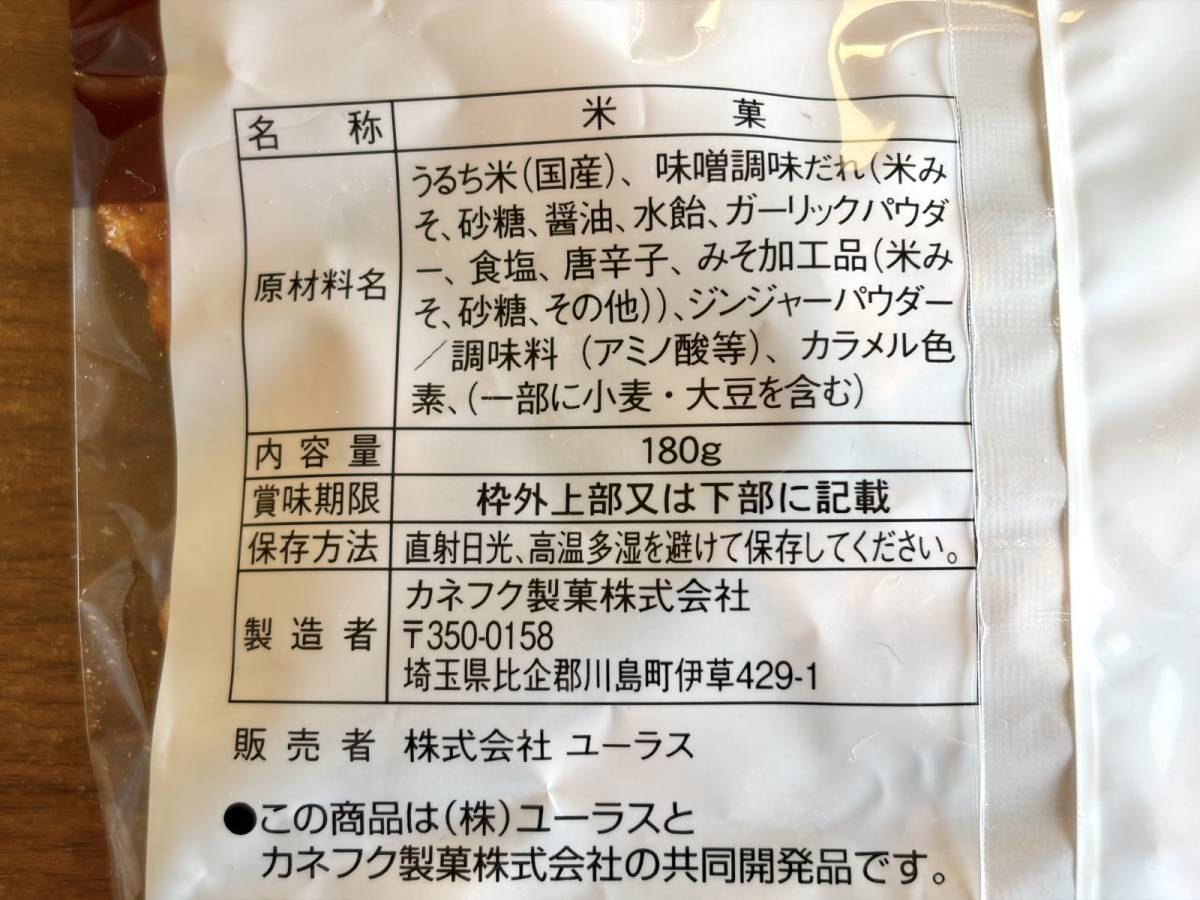 名称 米菓
原材料名 うるち米(国産)、味噌調味だれ(米み
そ、砂糖、醤油、水飴、ガーリックパウダ
ー、食塩、唐辛子、みそ加工品(米み
そ、砂糖、その他))、ジンジャーパウダー
/調味料(アミノ酸等)、カラメル色
素、(一部に小麦・大豆を含む)
内容量 180g
賞味期限 枠外上部又は下部に記載
保存方法 直射日光、高温多湿を避けて保存してください。
製造者 カネフク製菓株式会社
〒350-0158
埼玉県比企郡川島町伊草429-1
販売者 株式会社 ユーラス
●この商品は(株)ユーラスと
カネフク製菓株式会社の共同開発品です。